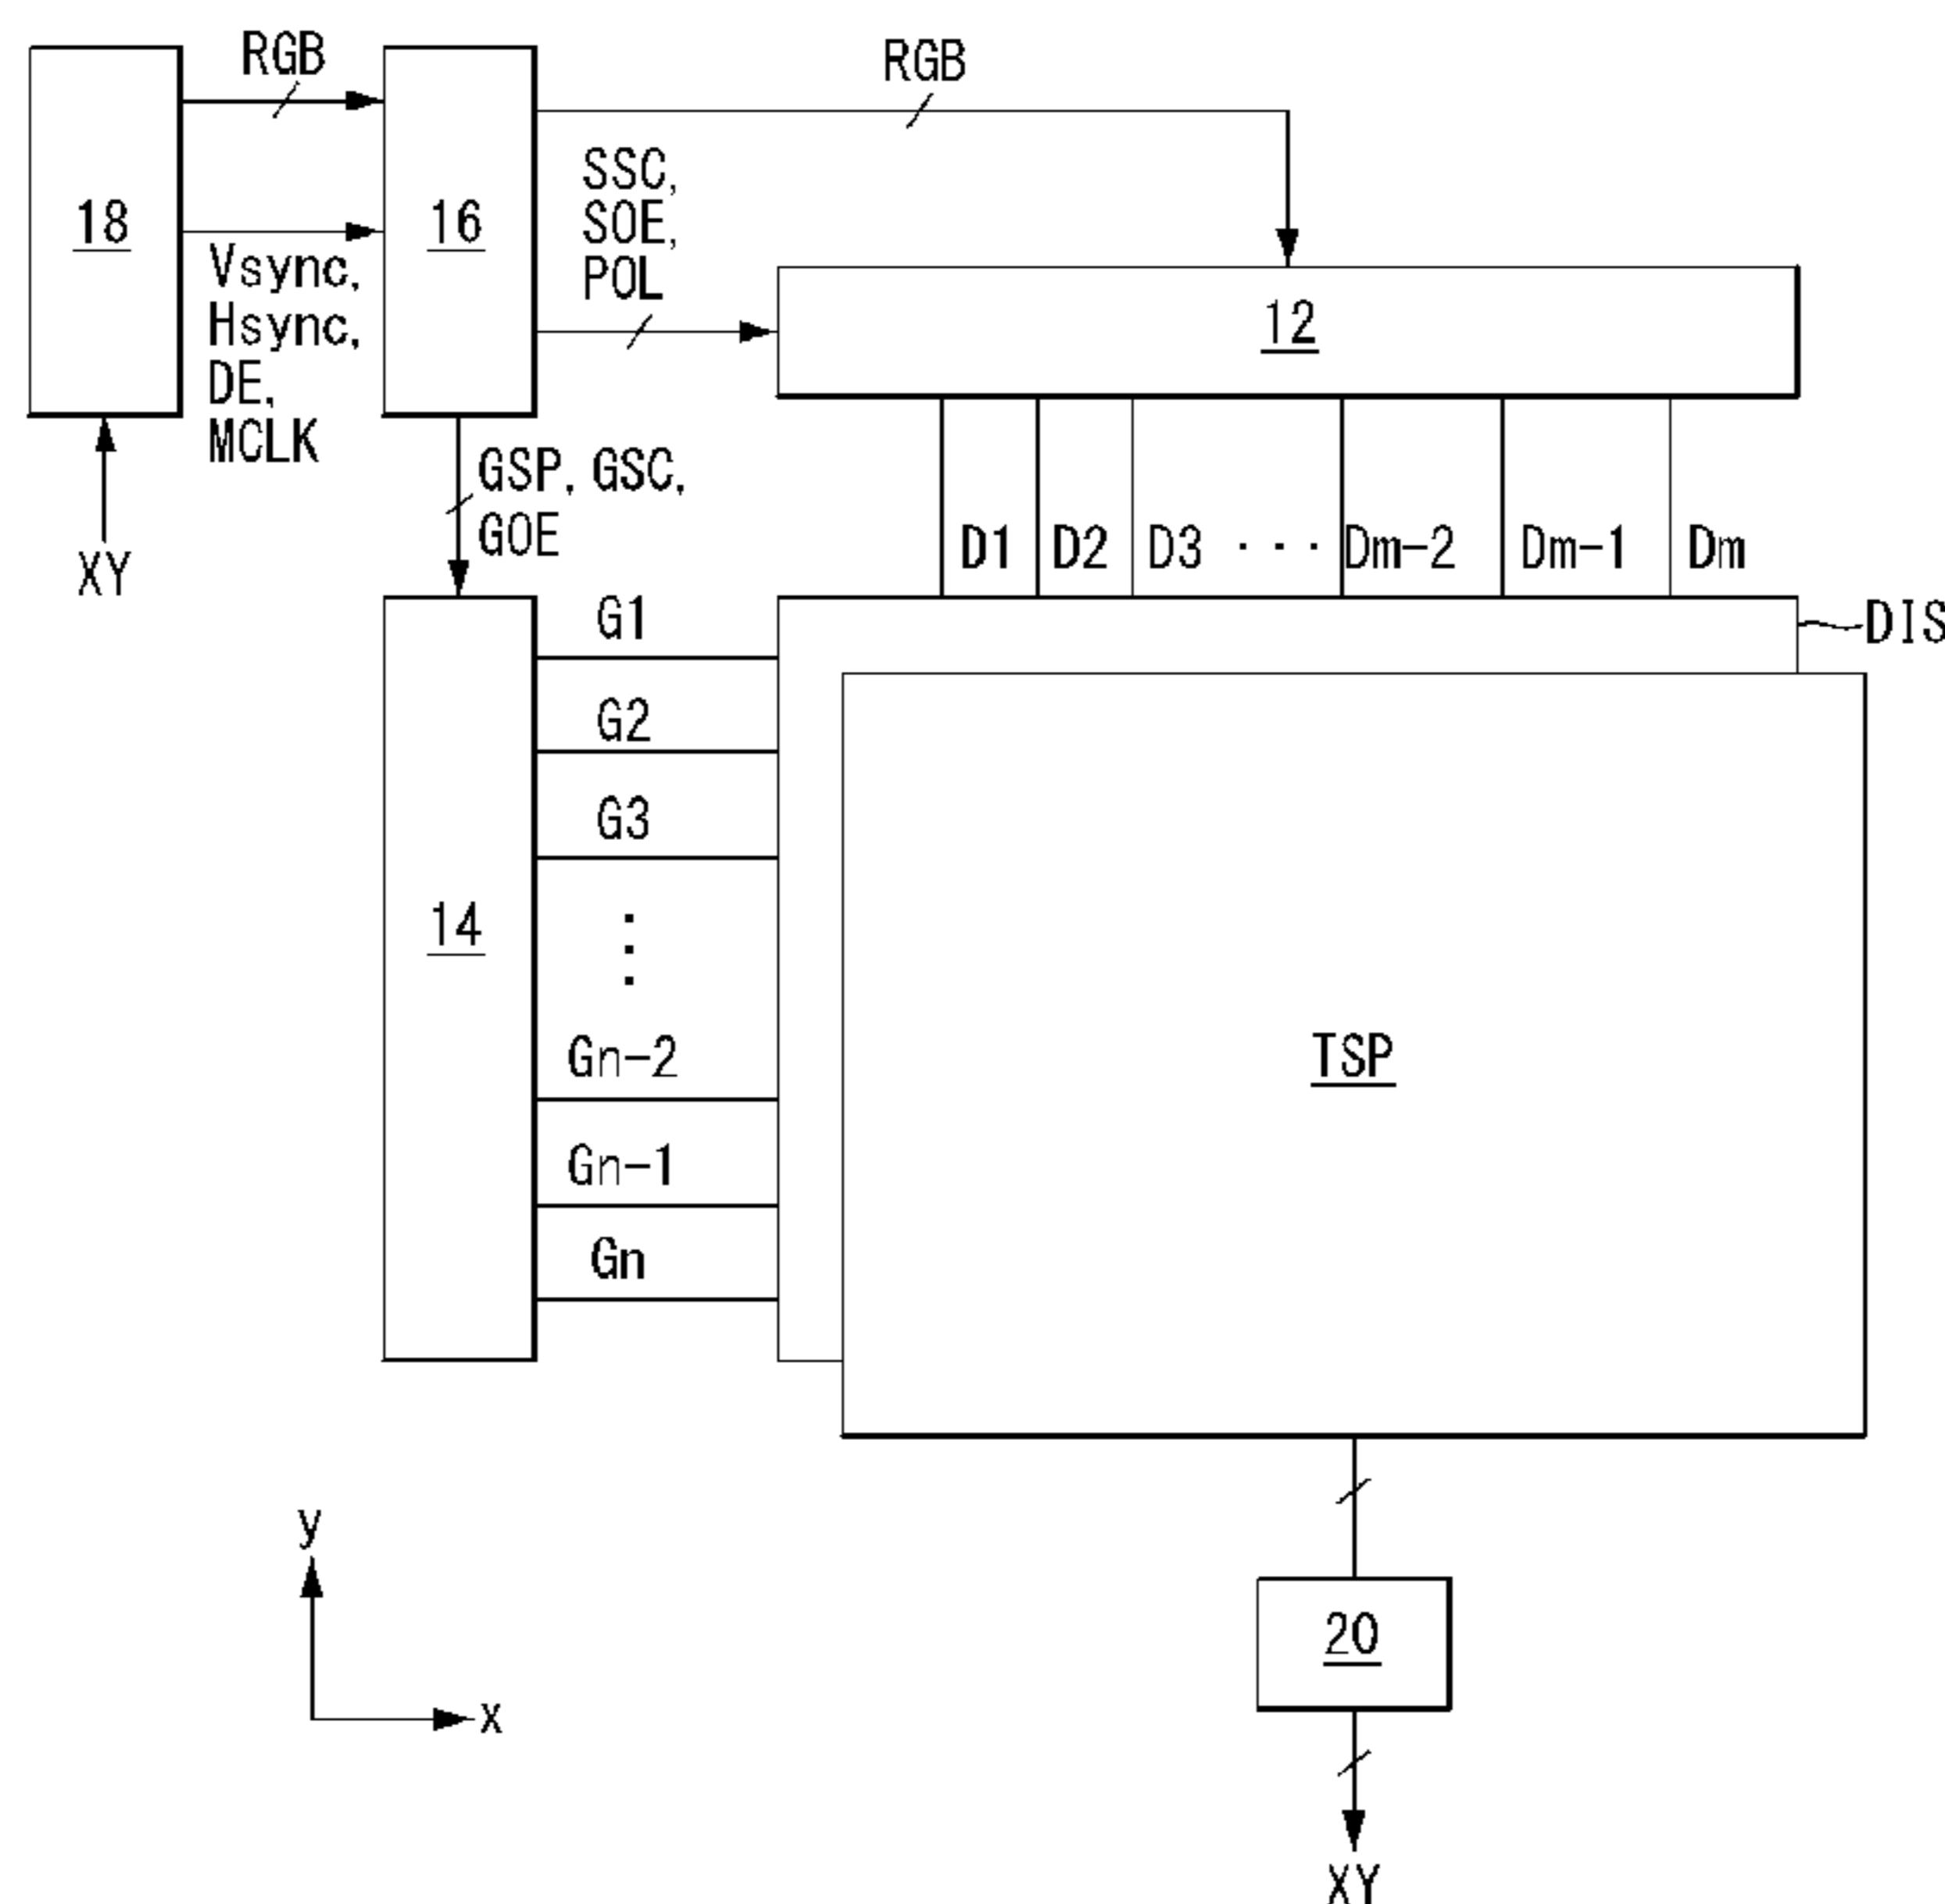 RGB
RGB
18
16
SSC,
SOE,
POL
Vsync,
Hsync,
DE,
MCLK
12
GSP, GSC,
GOE
XY
D1 D2 D3 ... Dm-2 Dm-1 Dm
DIS
G1
G2
G3
14
Gn-2
Gn-1
Gn
TSP
y
x
20
XY